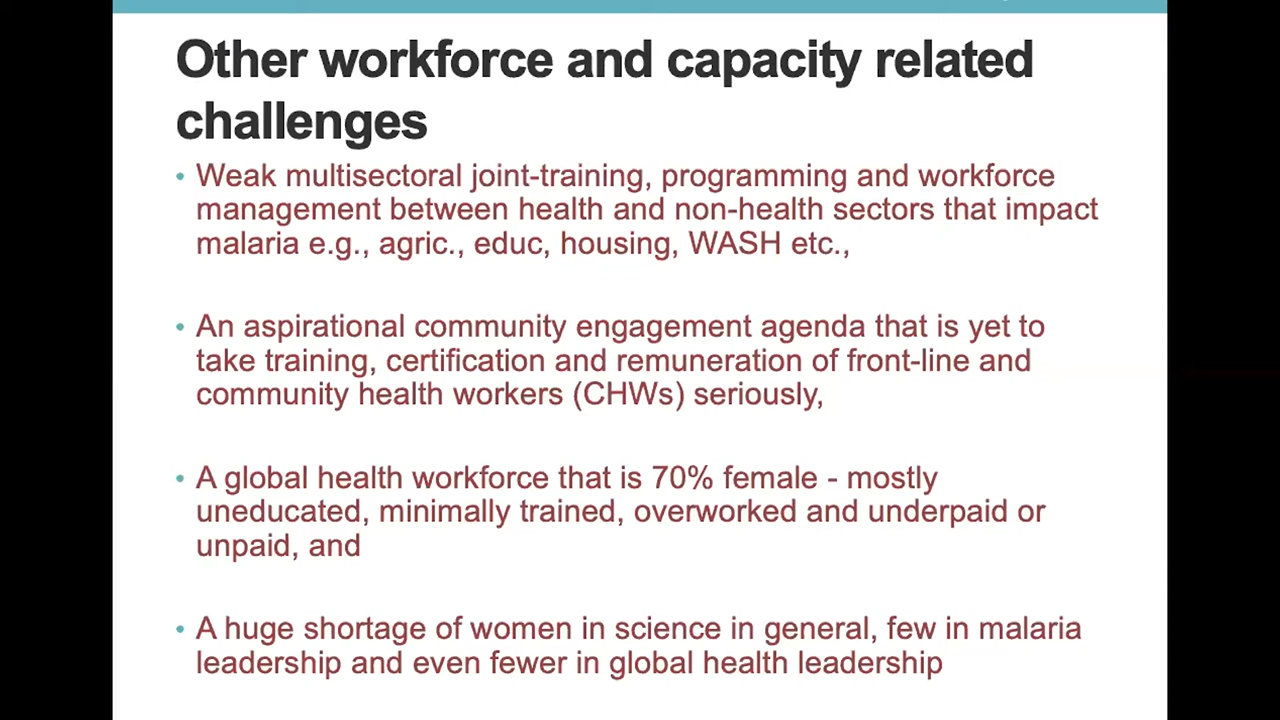 Other workforce and capacity related
challenges
• Weak multisectoral joint-training, programming and workforce
management between health and non-health sectors that impact
malaria e.g., agric., educ, housing, WASH etc.,
• An aspirational community engagement agenda that is yet to
take training, certification and remuneration of front-line and
community health workers (CHWs) seriously,
• A global health workforce that is 70% female - mostly
uneducated, minimally trained, overworked and underpaid or
unpaid, and
• A huge shortage of women in science in general, few in malaria
leadership and even fewer in global health leadership